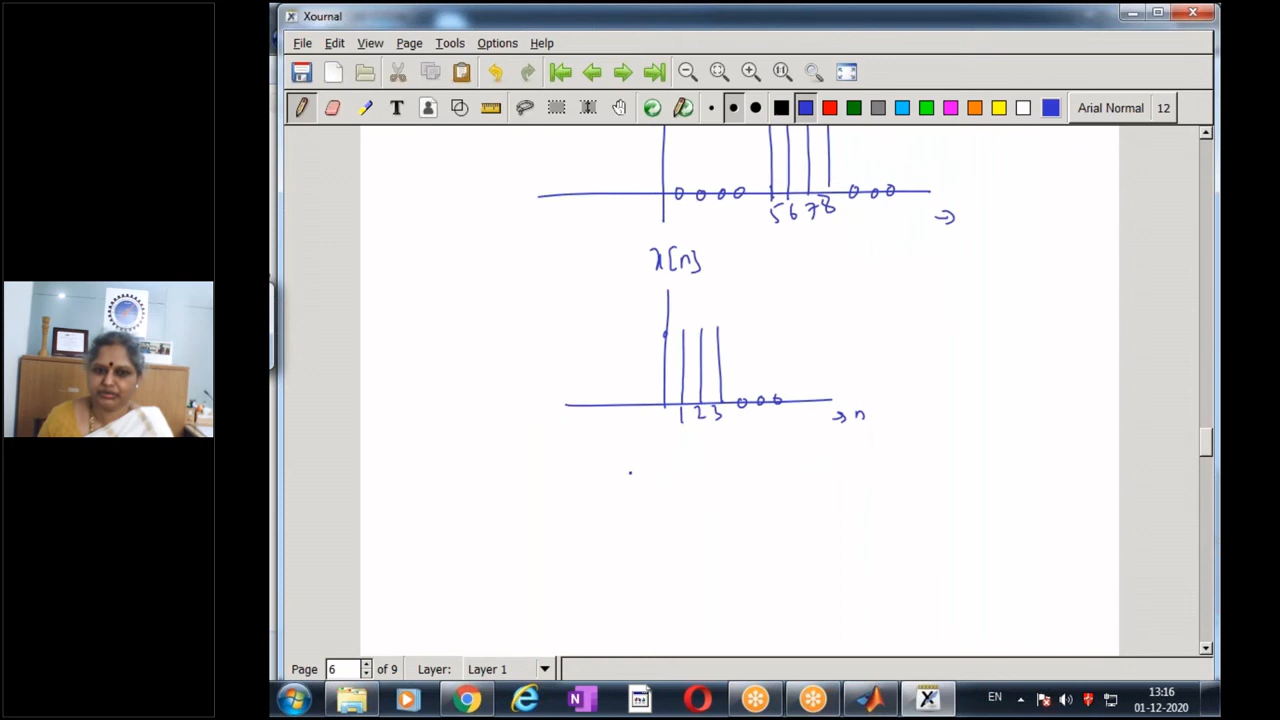 Xournal
File Edit View Page Tools Options Help
Arial Normal 12
0 0 0 0 5 6 7 8 0 0 0 →
x[n]
1 2 3 0 0 0 → n
Page 6 of 9 Layer: Layer 1
EN 13:16
01-12-2020